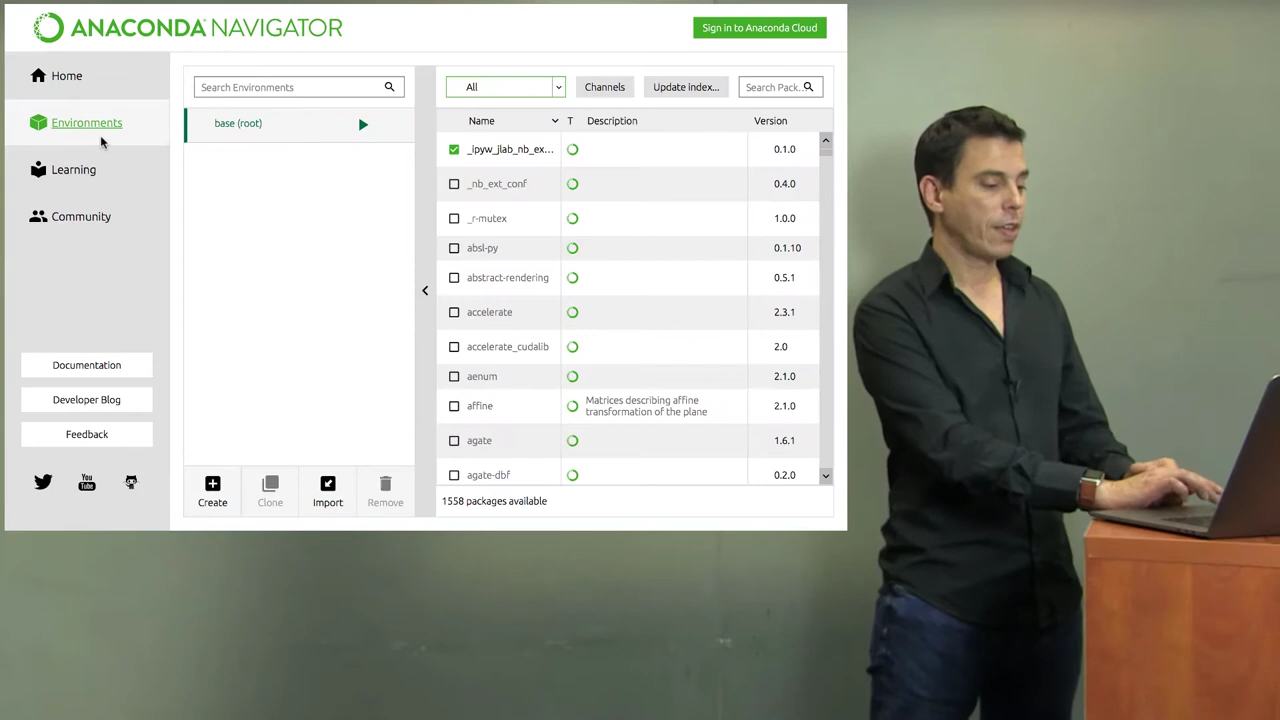 ANACONDA NAVIGATOR
Sign in to Anaconda Cloud
Home
Environments
Learning
Community
Documentation
Developer Blog
Feedback
You
Tube
Search Environments
base (root)
Create
Clone
Import
Remove
All
Channels
Update index...
Search Pack...
Name T Description Version
_ipyw_jlab_nb_ex... 0.1.0
_nb_ext_conf 0.4.0
_r-mutex 1.0.0
absl-py 0.1.10
abstract-rendering 0.5.1
accelerate 2.3.1
accelerate_cudalib 2.0
aenum 2.1.0
affine Matrices describing affine 2.1.0
transformation of the plane
agate 1.6.1
agate-dbf 0.2.0
1558 packages available